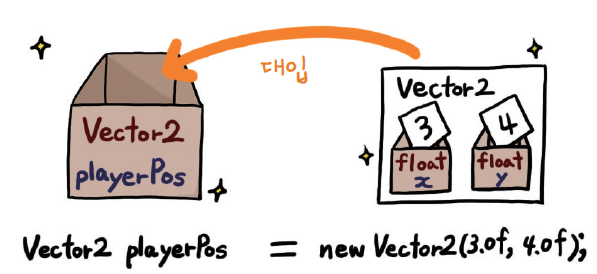 대입
Vector2
playerPos
Vector2
3
4
float
x
float
y
Vector2 playerPos = new Vector2(3.0f, 4.0f);